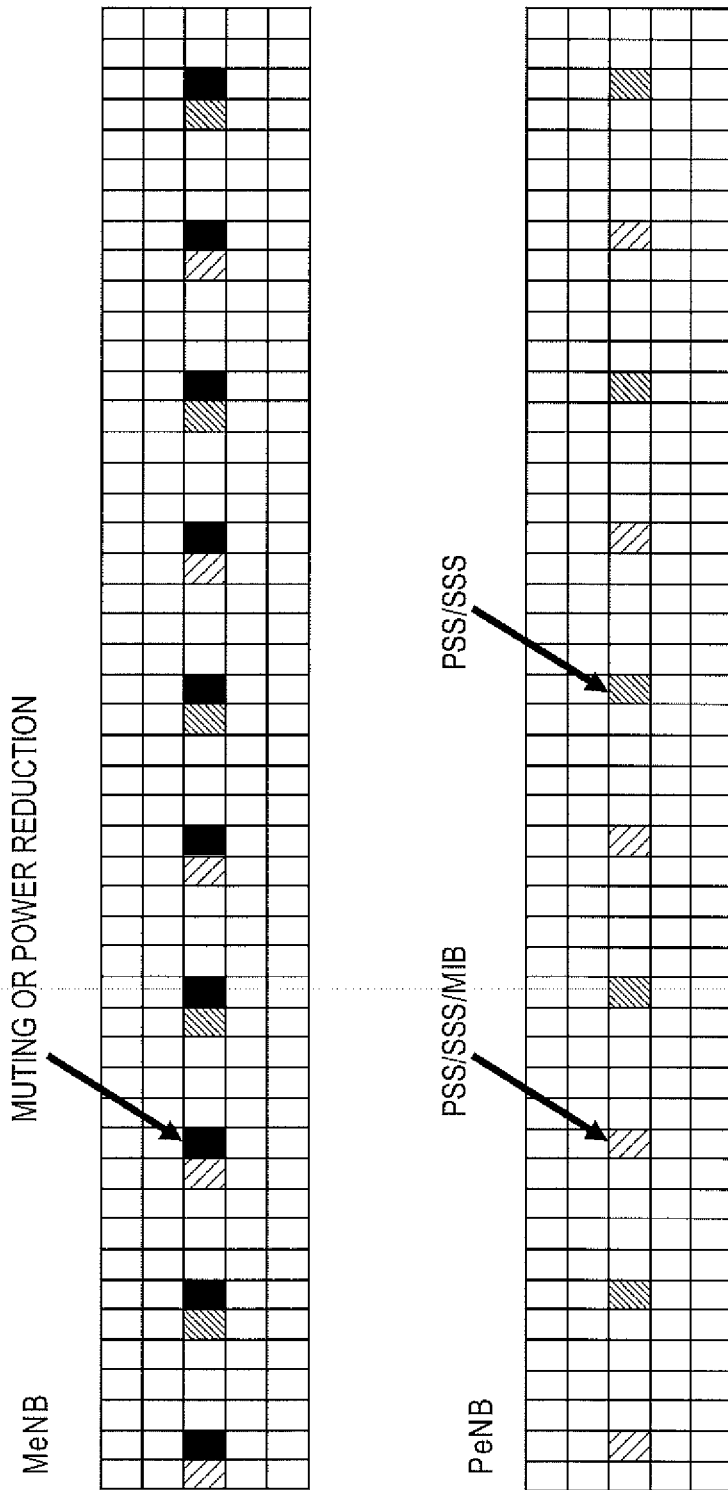 MeNB
MUTING OR POWER REDUCTION
PeNB
PSS/SSS/MIB
PSS/SSS